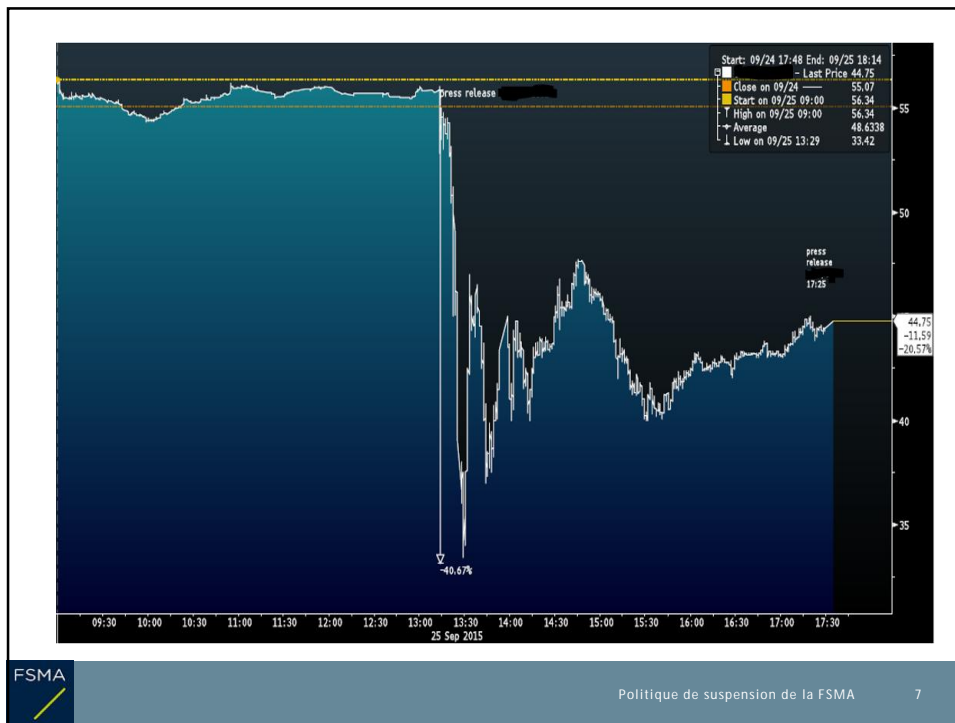 Start: 09/24 17:48 End: 09/25 18:14
- Last Price 44.75
Close on 09/24 55.07
Start on 09/25 09:00 56.34
High on 09/25 09:00 56.34
Average 48.6338
Low on 09/25 13:29 33.42
press release
55
50
press
release
17:25
44.75
-11.59
-20.57%
40
35
-40.67%
09:30 10:00 10:30 11:00 11:30 12:00 12:30 13:00 13:30 14:00 14:30 15:00 15:30 16:00 16:30 17:00 17:30
25 Sep 2015
FSMA
Politique de suspension de la FSMA 7